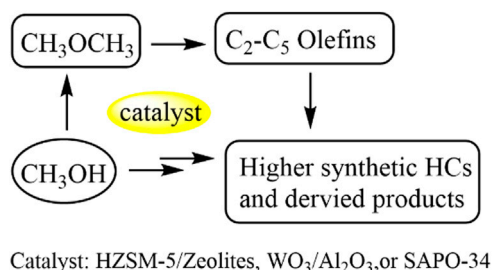 CH3OCH3
C2-C5 Olefins
catalyst
CH3OH
Higher synthetic HCs
and dervied products
Catalyst: HZSM-5/Zeolites, WO3/Al2O3,or SAPO-34